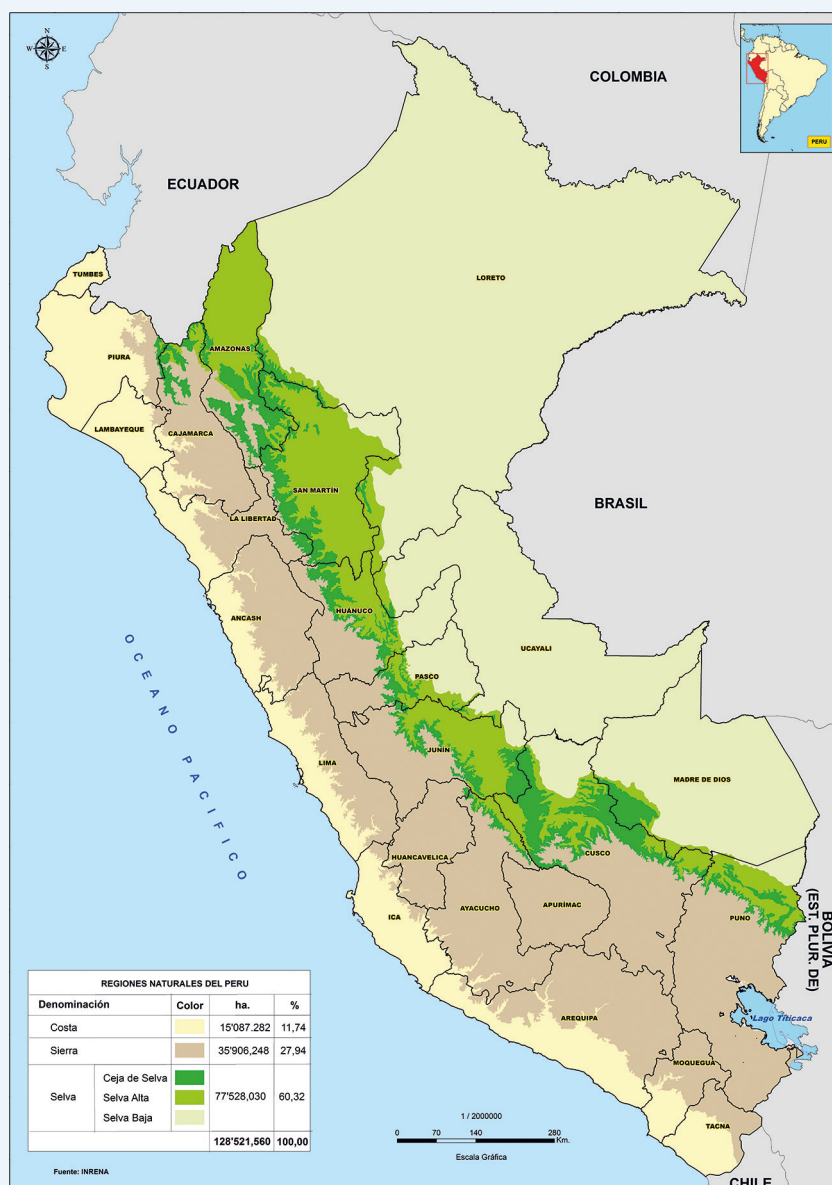 N
W E
S
COLOMBIA
PERU
ECUADOR
TUMBES
LORETO
PIURA
AMAZONAS
LAMBAYEQUE
CAJAMARCA
SAN MARTÍN
BRASIL
LA LIBERTAD
HUÁNUCO
ANCASH
UCAYALI
PASCO
OCEANO PACIFICO
JUNÍN
LIMA
MADRE DE DIOS
HUANCAVELICA
CUSCO
AYACUCHO
APURÍMAC
ICA
PUNO
BOLIVIA
(EST. PLUR. DE)
AREQUIPA
Lago Titicaca
MOQUEGUA
TACNA
CHILE
REGIONES NATURALES DEL PERU
Denominación Color ha. %
Costa 15'087.282 11,74
Sierra 35'906,248 27,94
Selva Ceja de Selva
Selva Alta 77'528,030 60,32
Selva Baja
128'521,560 100,00
Fuente: INRENA
1 / 2000000
0 70 140 280
Km.
Escala Gráfica